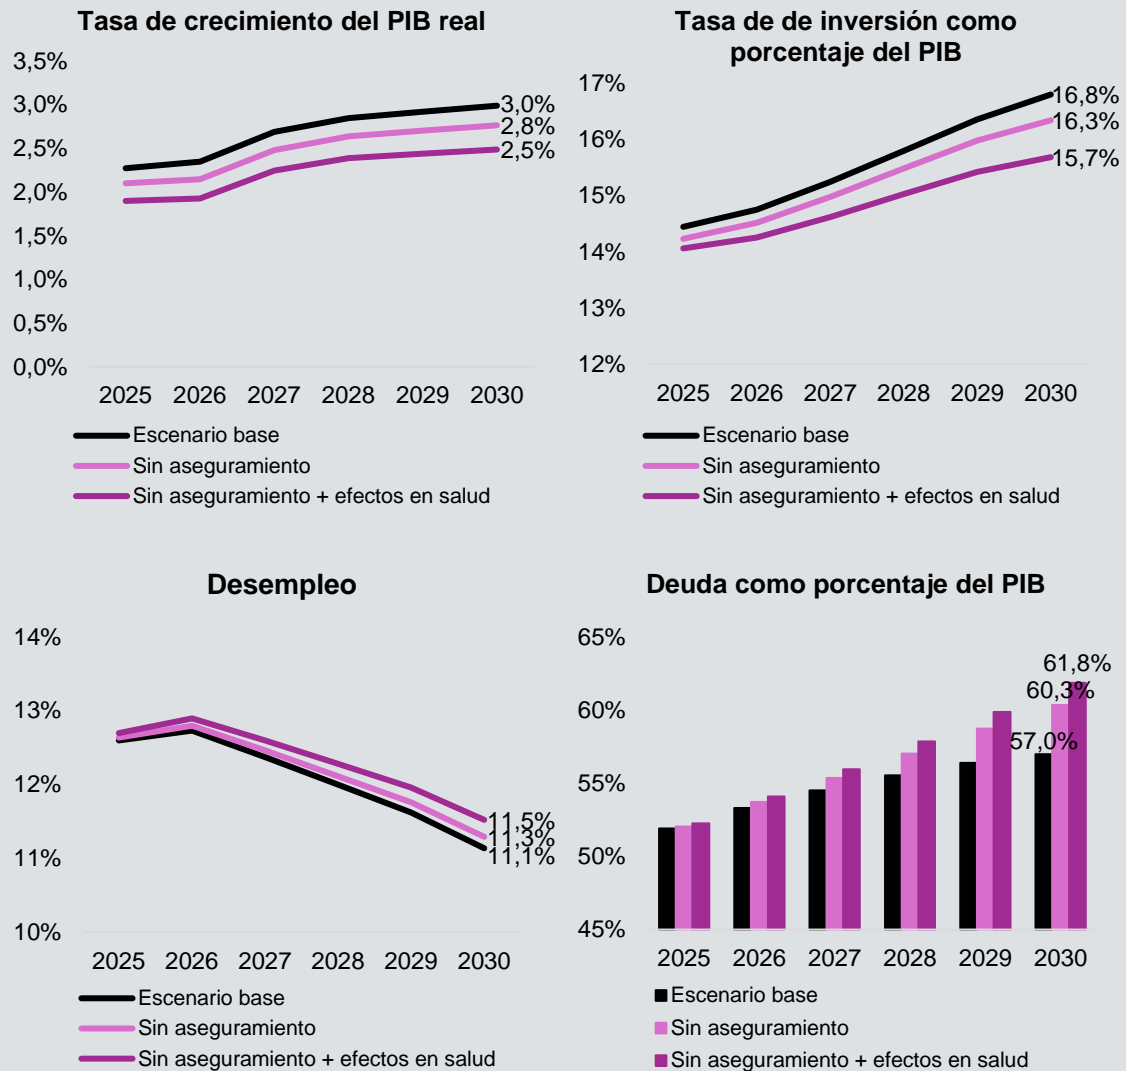 Tasa de crecimiento del PIB real
3,5%
3,0%
2,5%
2,0%
1,5%
1,0%
0,5%
0,0%
3,0%
2,8%
2,5%
2025 2026 2027 2028 2029 2030
Escenario base
Sin aseguramiento
Sin aseguramiento + efectos en salud
Tasa de de inversión como
porcentaje del PIB
17%
16%
15%
14%
13%
12%
16,8%
16,3%
15,7%
2025 2026 2027 2028 2029 2030
Escenario base
Sin aseguramiento
Sin aseguramiento + efectos en salud
Desempleo
14%
13%
12%
11%
10%
11,5%
11,3%
11,1%
2025 2026 2027 2028 2029 2030
Escenario base
Sin aseguramiento
Sin aseguramiento + efectos en salud
Deuda como porcentaje del PIB
65%
60%
55%
50%
45%
61,8%
60,3%
57,0%
2025 2026 2027 2028 2029 2030
Escenario base
Sin aseguramiento
Sin aseguramiento + efectos en salud